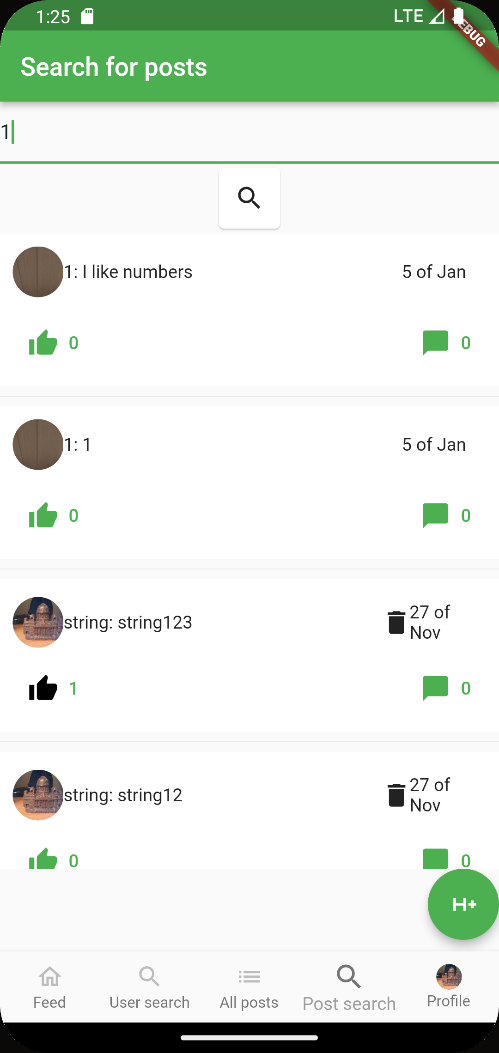 1:25 LTE
DEBUG
Search for posts
1
1: I like numbers 5 of Jan
0 0
1: 1 5 of Jan
0 0
string: string123 27 of
Nov
1 0
string: string12 27 of
Nov
0 0
H+
Feed User search All posts Post search Profile